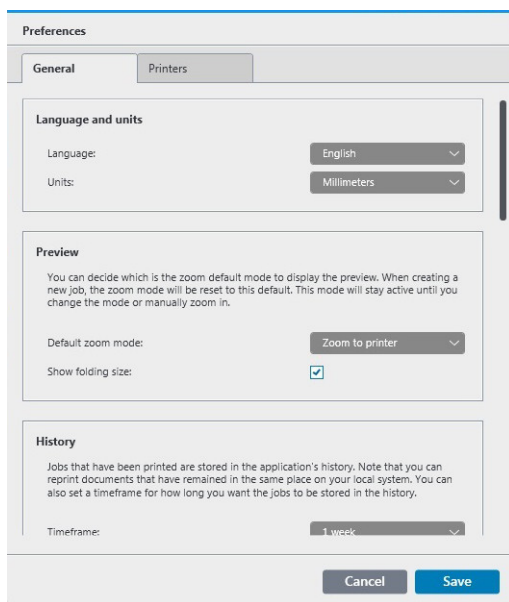 Preferences
General
Printers
Language and units
Language:
English
Units:
Millimeters
Preview
You can decide which is the zoom default mode to display the preview. When creating a
new job, the zoom mode will be reset to this default. This mode will stay active until you
change the mode or manually zoom in.
Default zoom mode:
Zoom to printer
Show folding size:
History
Jobs that have been printed are stored in the application's history. Note that you can
reprint documents that have remained in the same place on your local system. You can
also set a timeframe for how long you want the jobs to be stored in the history.
Timeframe:
1 week
Cancel
Save